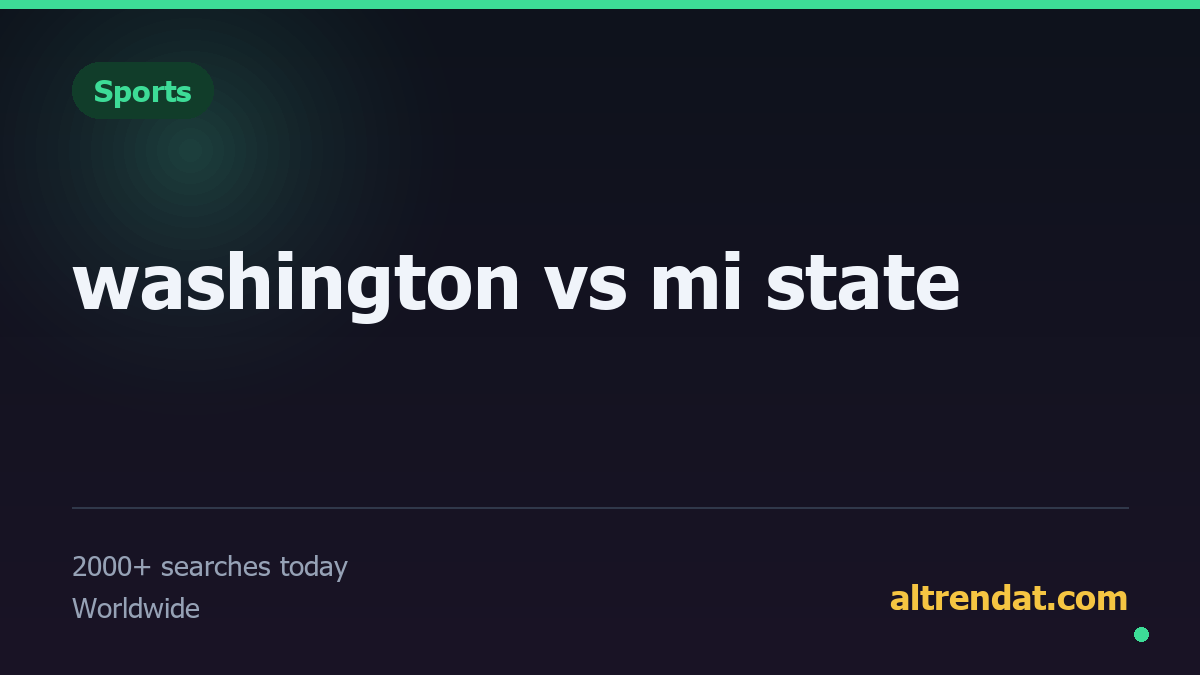 Sports
washington vs mi state
2000+ searches today
Worldwide
altrendat.com